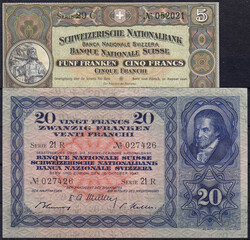 SERIE 20
No 082021
5
SCHWEIZERISCHE NATIONALBANK
BANCA NAZIONALE SVIZZERA
BANQUE NATIONALE SUISSE
FÜNF FRANKEN CINQ FRANCS
CINQUE FRANCHI
20 VINGT FRANCS 20
ZWANZIG FRANKEN
VENTI FRANCHI
SERIE 21 R
No 027426
BANQUE NATIONALE SUISSE
SCHWEIZERISCHE NATIONALBANK
BANCA NAZIONALE SVIZZERA
No 027426
SERIE 21 R
20